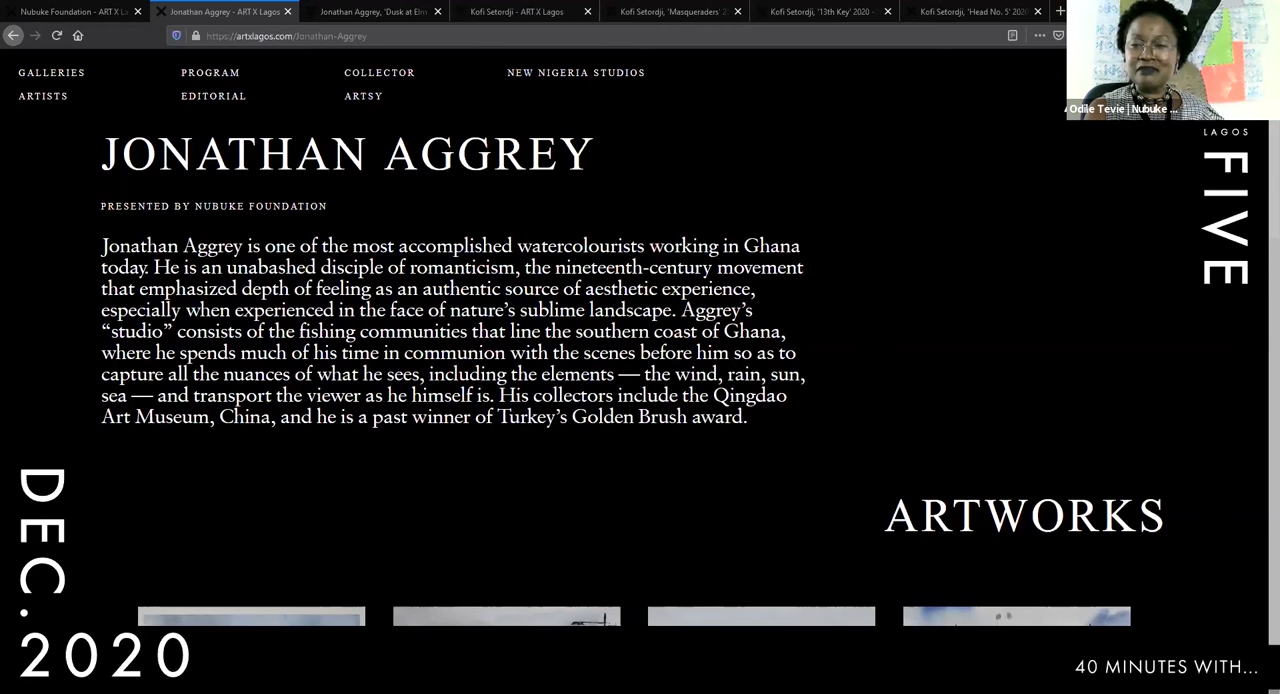 Nubuke Foundation - ART X La
Jonathan Aggrey - ART X Lagos
Jonathan Aggrey, 'Dusk at Elm
Kofi Setordji - ART X Lagos
Kofi Setordji, 'Masqueraders' 2
Kofi Setordji, '13th Key' 2020 -
Kofi Setordji, 'Head No. 5' 2020
https://artxlagos.com/Jonathan-Aggrey
GALLERIES
PROGRAM
COLLECTOR
NEW NIGERIA STUDIOS
ARTISTS
EDITORIAL
ARTSY
Odile Tevie | Nubuke ...
LAGOS
FIVE
JONATHAN AGGREY
PRESENTED BY NUBUKE FOUNDATION
Jonathan Aggrey is one of the most accomplished watercolourists working in Ghana
today. He is an unabashed disciple of romanticism, the nineteenth-century movement
that emphasized depth of feeling as an authentic source of aesthetic experience,
especially when experienced in the face of nature’s sublime landscape. Aggrey’s
“studio” consists of the fishing communities that line the southern coast of Ghana,
where he spends much of his time in communion with the scenes before him so as to
capture all the nuances of what he sees, including the elements — the wind, rain, sun,
sea — and transport the viewer as he himself is. His collectors include the Qingdao
Art Museum, China, and he is a past winner of Turkey’s Golden Brush award.
ARTWORKS
DEC.
2020
40 MINUTES WITH...